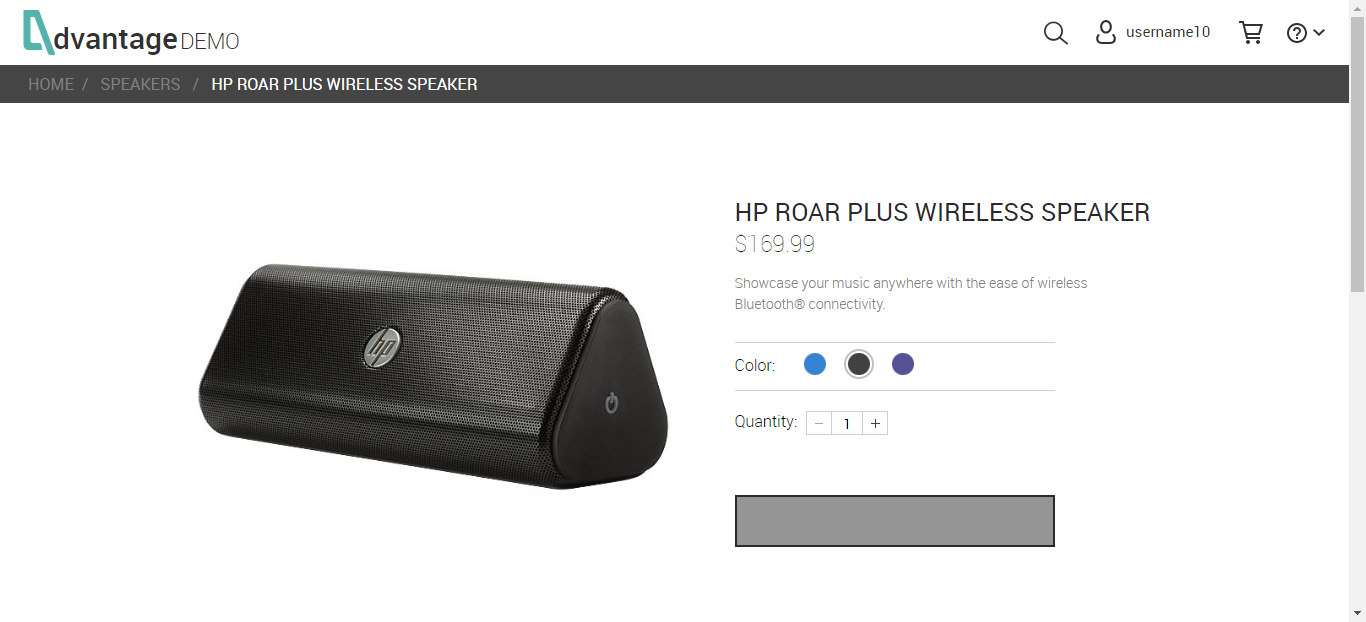 dvantage DEMO
username10
HOME / SPEAKERS / HP ROAR PLUS WIRELESS SPEAKER
HP ROAR PLUS WIRELESS SPEAKER
$169.99
Showcase your music anywhere with the ease of wireless
Bluetooth® connectivity.
hp
Color:
Quantity: − 1 +